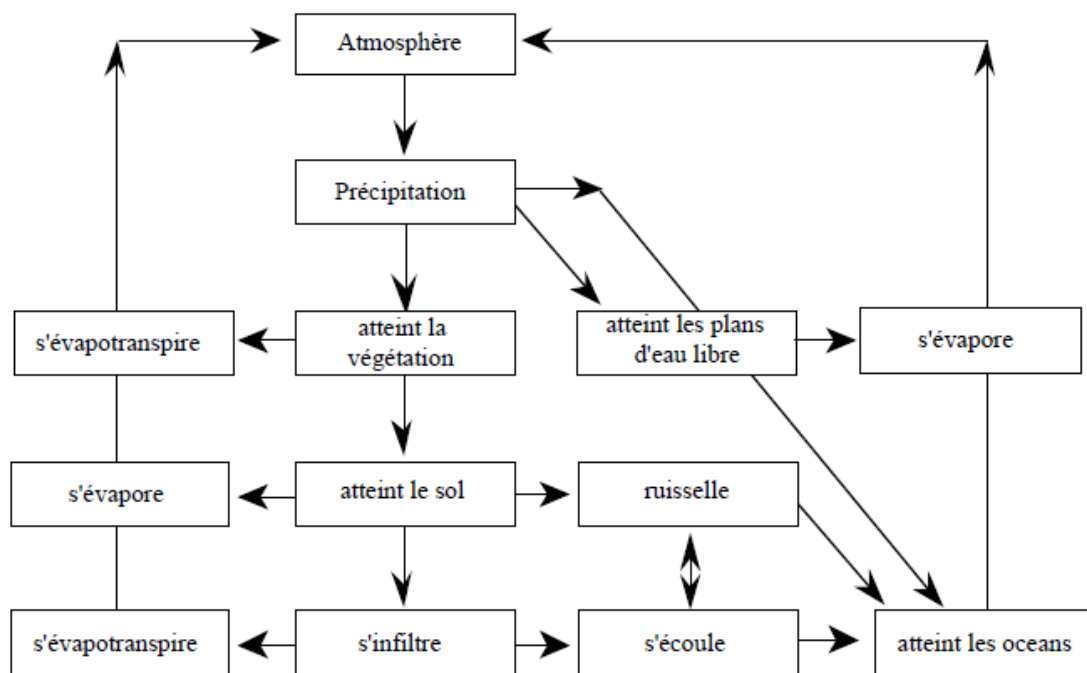 Atmosphère
Précipitation
s'évapotranspire
atteint la
végétation
atteint les plans
d'eau libre
s'évapore
s'évapore
atteint le sol
ruisselle
s'évapotranspire
s'infiltre
s'écoule
atteint les oceans